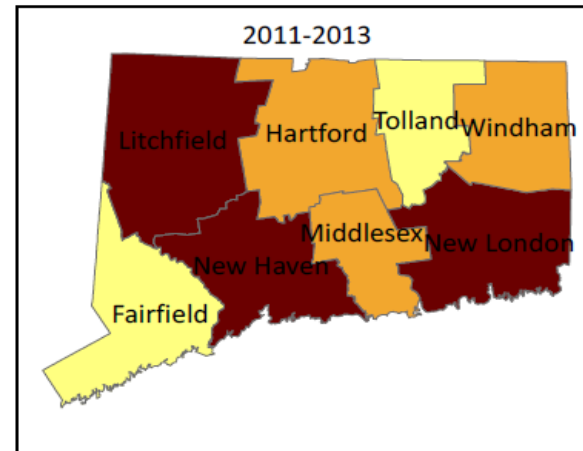 2011-2013
Litchfield
Hartford
Tolland
Windham
Middlesex
New London
New Haven
Fairfield